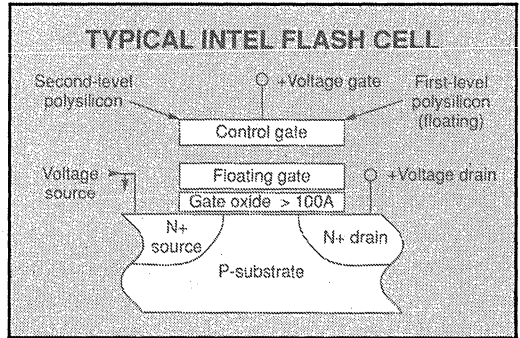 TYPICAL INTEL FLASH CELL
Second-level
polysilicon
+Voltage gate
First-level
polysilicon
(floating)
Control gate
Voltage
source
Floating gate
+Voltage drain
Gate oxide > 100A
N+
source
N+ drain
P-substrate